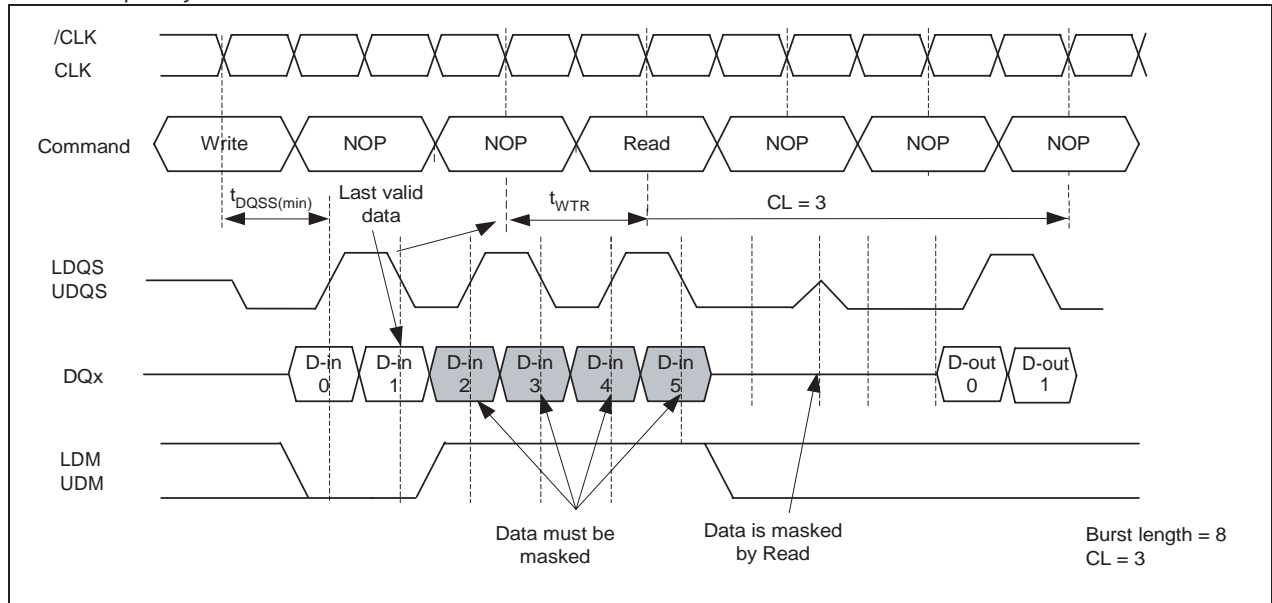 /CLK
CLK
Command
Write
NOP
NOP
Read
NOP
NOP
NOP
tDQSS(min)
Last valid
data
tWTR
CL = 3
LDQS
UDQS
DQx
D-in
0
D-in
1
D-in
2
D-in
3
D-in
4
D-in
5
D-out
0
D-out
1
LDM
UDM
Data must be
masked
Data is masked
by Read
Burst length = 8
CL = 3